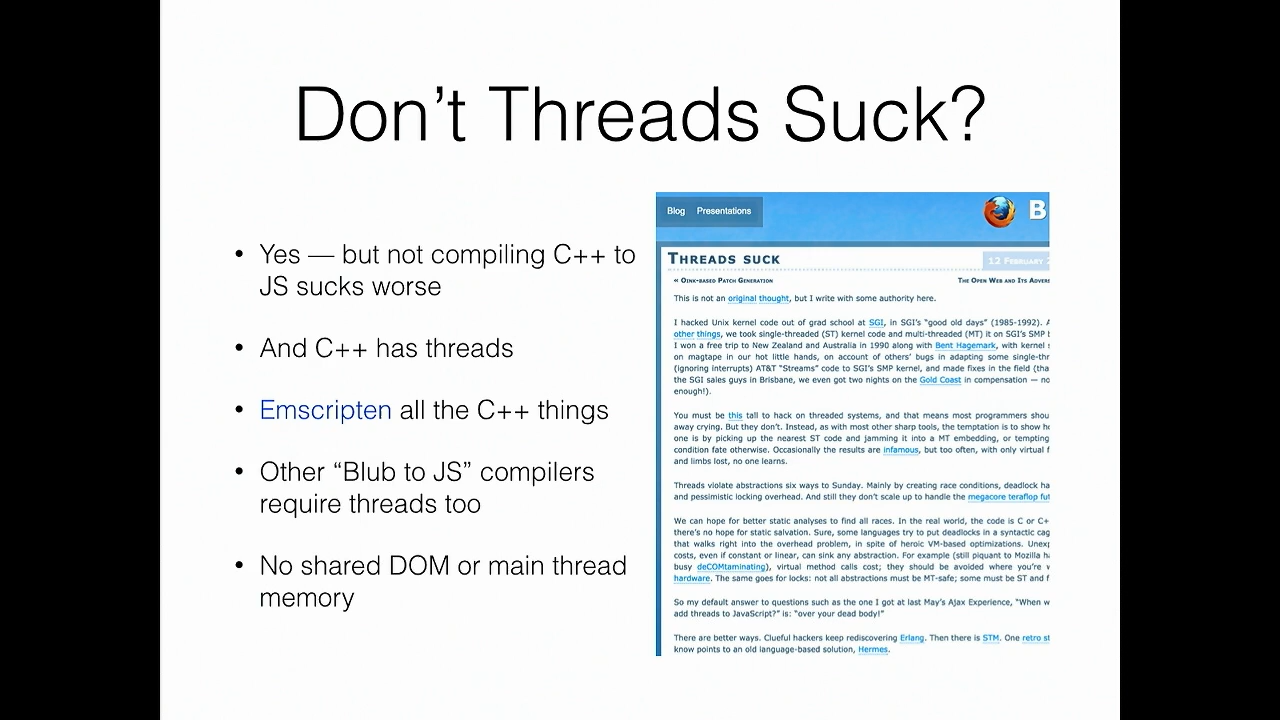 Don't Threads Suck?
• Yes — but not compiling C++ to
JS sucks worse
• And C++ has threads
• Emscripten all the C++ things
• Other “Blub to JS” compilers
require threads too
• No shared DOM or main thread
memory
Blog Presentations
B
THREADS SUCK
12 FEBRUARY 2
« OINK-BASED PATCH GENERATION
THE OPEN WEB AND ITS ADVERS
This is not an original thought, but I write with some authority here.
I hacked Unix kernel code out of grad school at SGI, in SGI's “good old days” (1985-1992). A
other things, we took single-threaded (ST) kernel code and multi-threaded (MT) it on SGI's SMP
I won a free trip to New Zealand and Australia in 1990 along with Bent Hagemark, with kernel s
on magtape in our hot little hands, on account of others' bugs in adapting some single-thr
(ignoring interrupts) AT&T “Streams” code to SGI's SMP kernel, and made fixes in the field (tha
the SGI sales guys in Brisbane, we even got two nights on the Gold Coast in compensation — no
enough!).
You must be this tall to hack on threaded systems, and that means most programmers shou
away crying. But they don't. Instead, as with most other sharp tools, the temptation is to show h
one is by picking up the nearest ST code and jamming it into a MT embedding, or tempting
condition fate otherwise. Occasionally the results are infamous, but too often, with only virtual f
and limbs lost, no one learns.
Threads violate abstractions six ways to Sunday. Mainly by creating race conditions, deadlock ha
and pessimistic locking overhead. And still they don't scale up to handle the megacore teraflop fut
We can hope for better static analyses to find all races. In the real world, the code is C or C+
there's no hope for static salvation. Sure, some languages try to put deadlocks in a syntactic cag
that walks right into the overhead problem, in spite of heroic VM-based optimizations. Unexp
costs, even if constant or linear, can sink any abstraction. For example (still piquant to Mozilla ha
busy deCOMtaminating), virtual method calls cost; they should be avoided where you're w
hardware. The same goes for locks: not all abstractions must be MT-safe; some must be ST and f
So my default answer to questions such as the one I got at last May's Ajax Experience, “When w
add threads to JavaScript?” is: “over your dead body!”
There are better ways. Clueful hackers keep rediscovering Erlang. Then there is STM. One retro st
know points to an old language-based solution, Hermes.